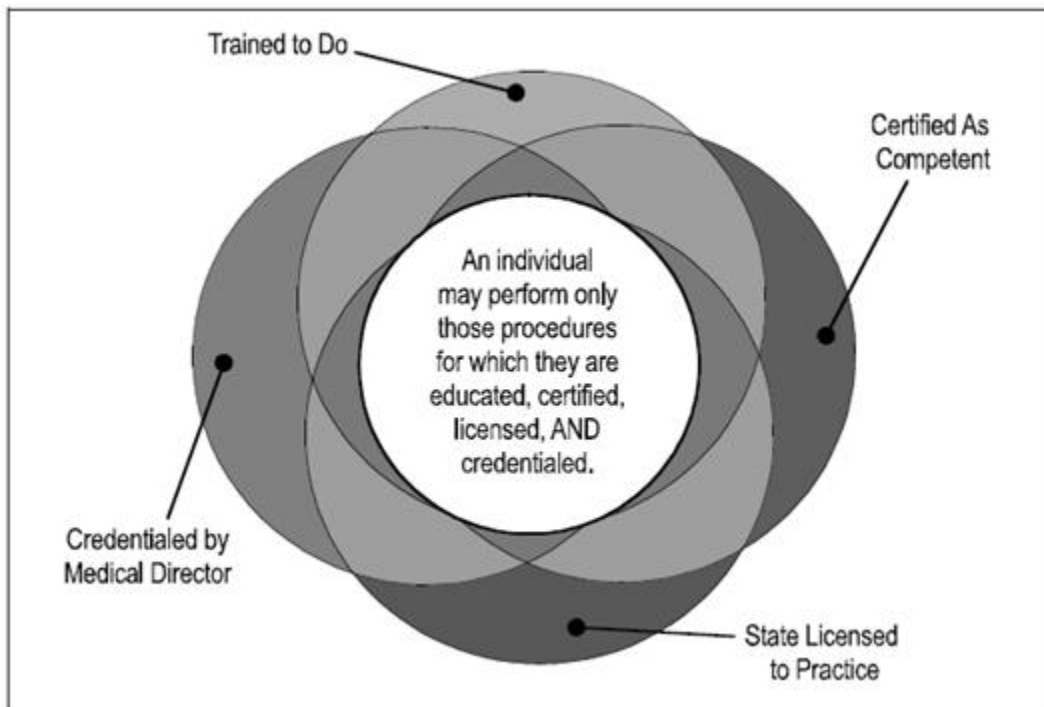 Trained to Do
Certified As
Competent
An individual
may perform only
those procedures
for which they are
educated, certified,
licensed, AND
credentialed.
Credentialed by
Medical Director
State Licensed
to Practice